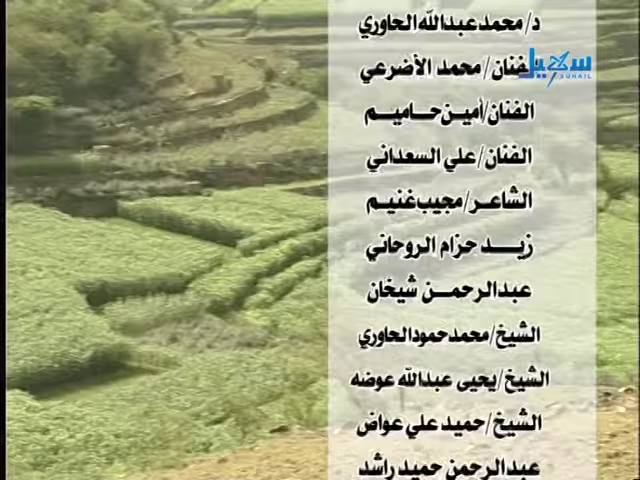 د/محمد عبدالله الحاوري
الفنان/محمد الأضرعي
سهيل
SUHAIL
الفنان/أمين حاميم
الفنان/علي السعداني
الشاعر/مجيب غنيم
زيد حزام الروحاني
عبدالرحمن شيخان
الشيخ/محمد حمود الحاوري
الشيخ/يحيى عبدالله عوضه
الشيخ/حميد علي عواض
عبدالرحمن حميد راشد